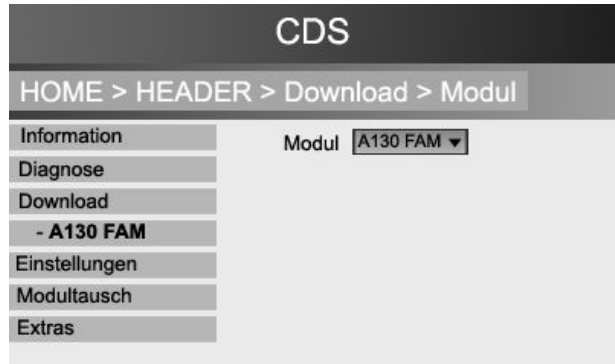 CDS
HOME > HEADER > Download > Modul
Information
Modul A130 FAM
Diagnose
Download
- A130 FAM
Einstellungen
Modultausch
Extras